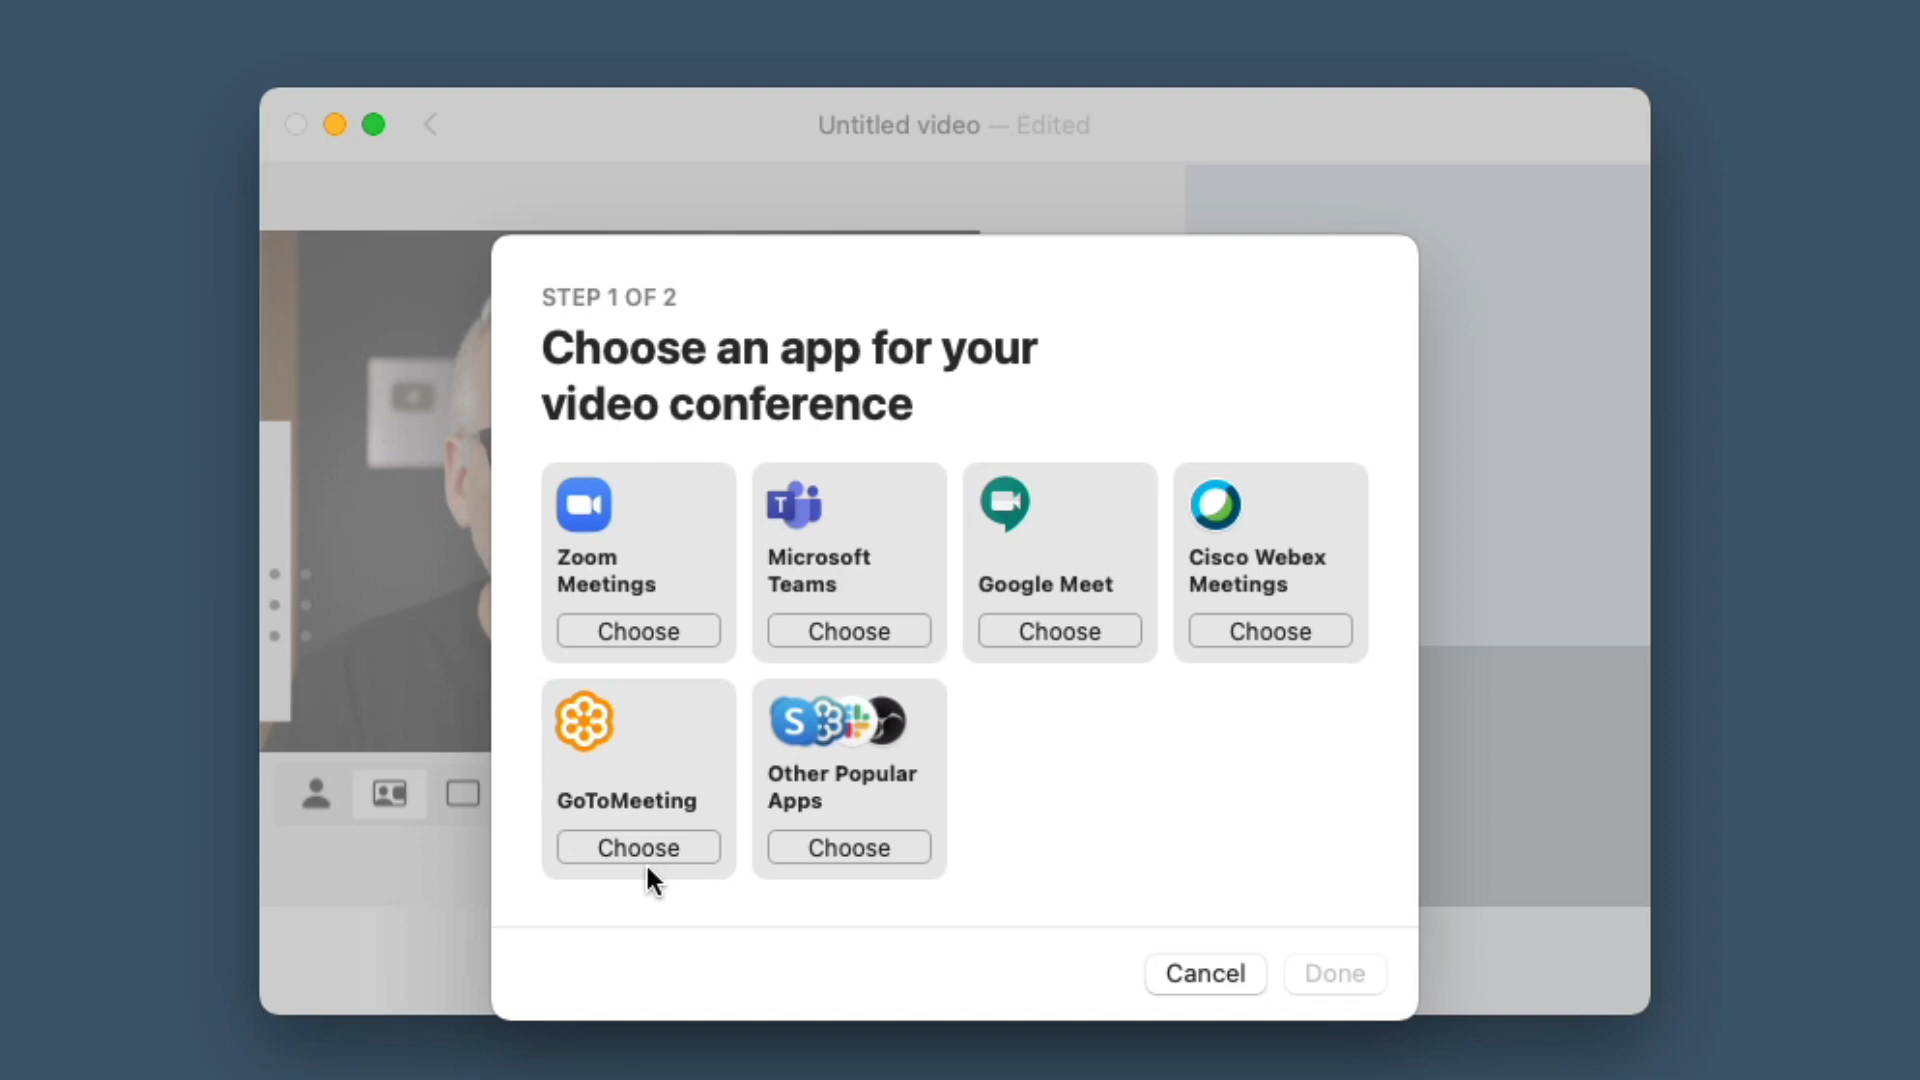 Untitled video — Edited
STEP 1 OF 2
Choose an app for your
video conference
Zoom
Meetings
Choose
T
Microsoft
Teams
Choose
Google Meet
Choose
Cisco Webex
Meetings
Choose
GoToMeeting
Choose
S
Other Popular
Apps
Choose
Cancel
Done